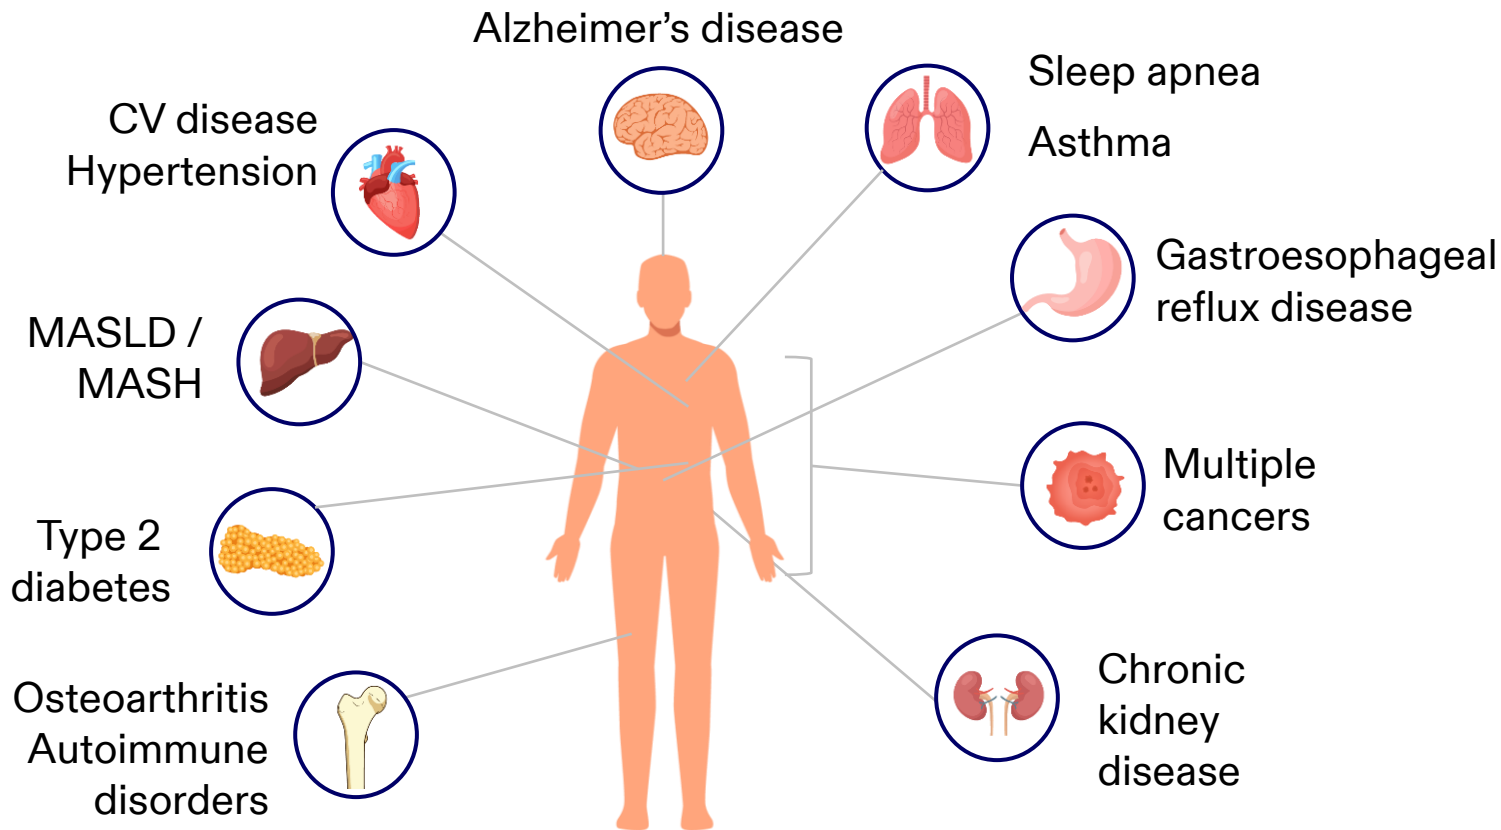 Alzheimer’s disease
CV disease
Hypertension
Sleep apnea
Asthma
Gastroesophageal
reflux disease
MASLD /
MASH
Multiple
cancers
Type 2
diabetes
Osteoarthritis
Autoimmune
disorders
Chronic
kidney
disease